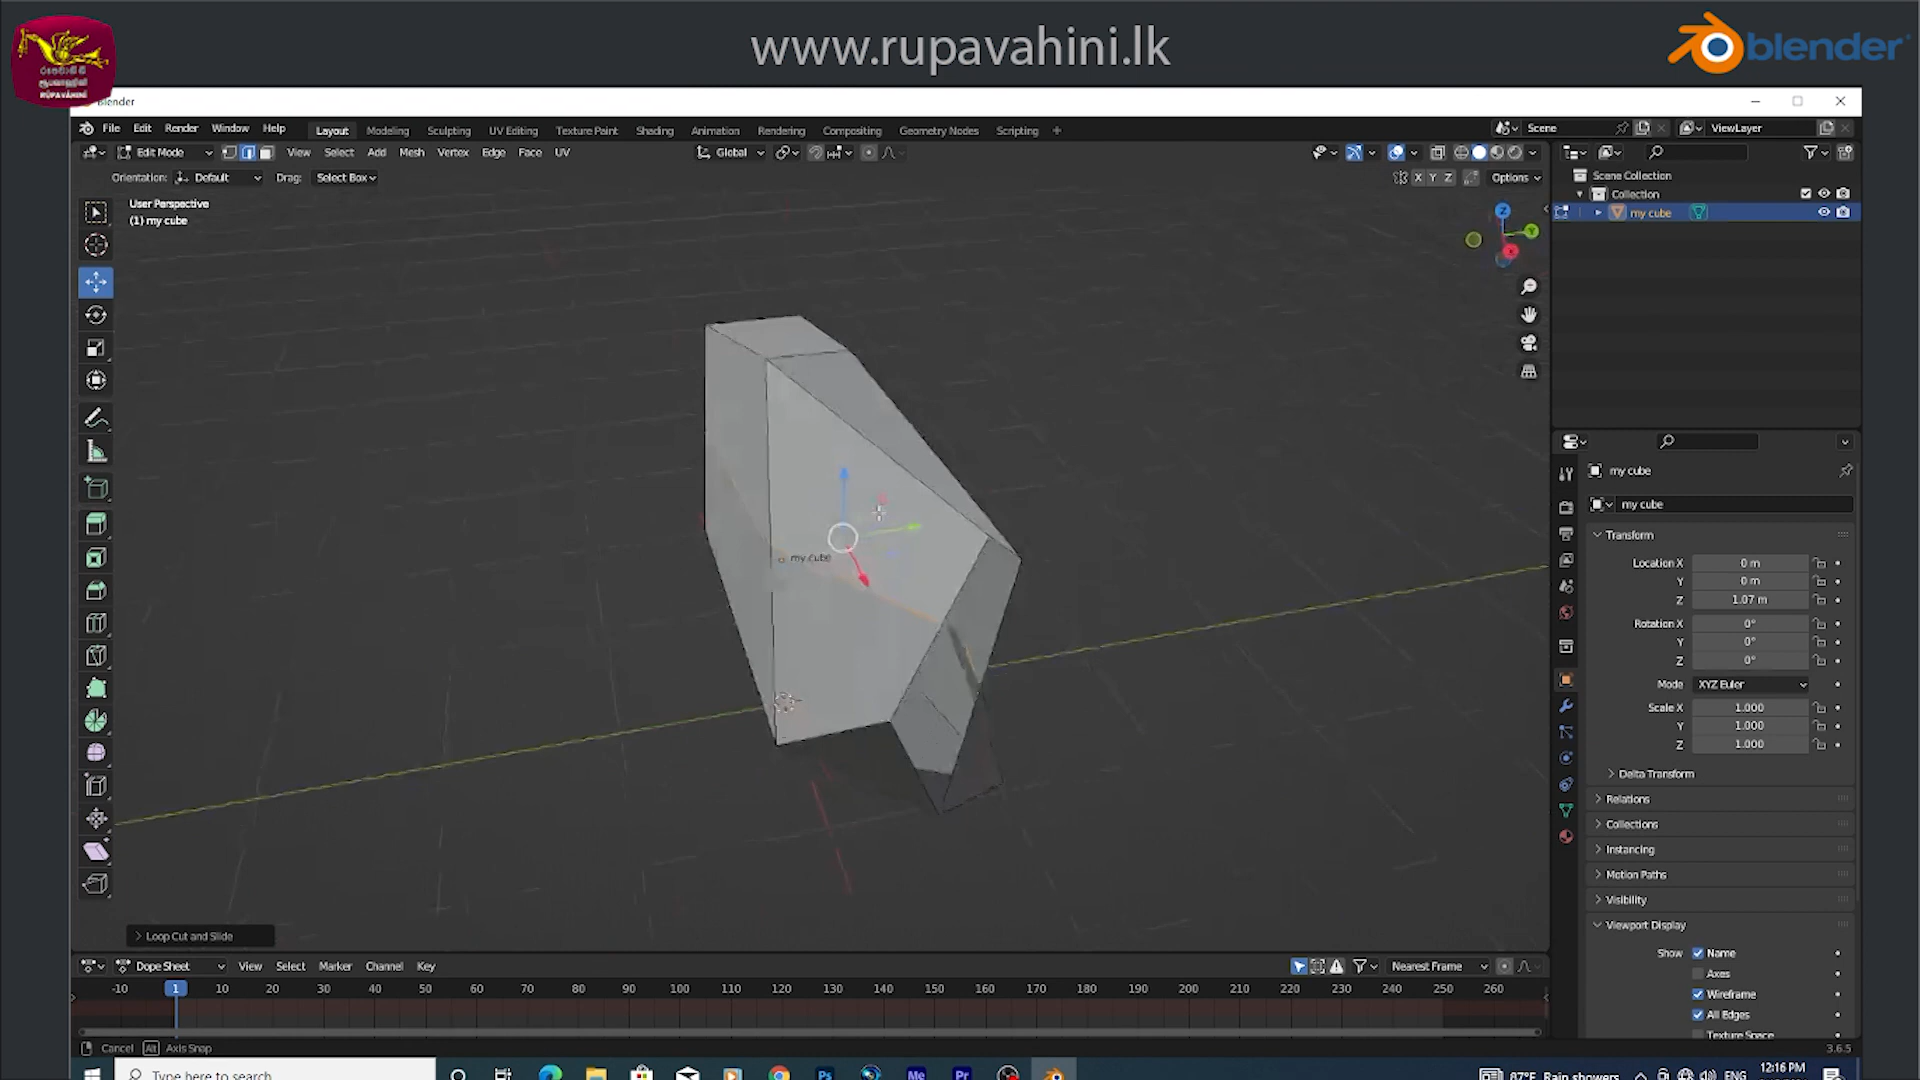 www.rupavahini.lk
blender
රූපවාහිනී
RUPAVAHINI
Blender
File Edit Render Window Help Layout Modeling Sculpting UV Editing Texture Paint Shading Animation Rendering Compositing Geometry Nodes Scripting +
Scene ViewLayer
Edit Mode View Select Add Mesh Vertex Edge Face UV Global
Orientation: Default Drag: Select Box X Y Z Options
User Perspective
(1) my cube
Scene Collection
Collection
my cube
Z
Y
X
my cube
my cube
my cube
Transform
Location X 0 m
Y 0 m
Z 1.07 m
Rotation X 0°
Y 0°
Z 0°
Mode XYZ Euler
Scale X 1.000
Y 1.000
Z 1.000
Delta Transform
Relations
Collections
Instancing
Motion Paths
Visibility
Viewport Display
Show Name
Axes
Wireframe
All Edges
Texture Space
Loop Cut and Slide
Dope Sheet View Select Marker Channel Key Nearest Frame
-10 1 10 20 30 40 50 60 70 80 90 100 110 120 130 140 150 160 170 180 190 200 210 220 230 240 250 260
Cancel Alt Axis Snap
3.6.5
Type here to search
Ps Me Pr
87°F Rain showers ENG 12:16 PM